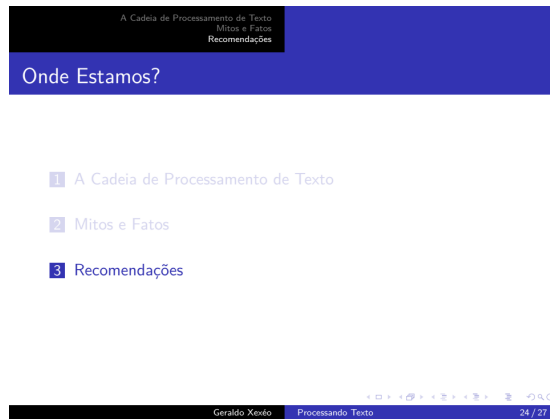 A Cadeia de Processamento de Texto
Mitos e Fatos
Recomendações
Onde Estamos?
1 A Cadeia de Processamento de Texto
2 Mitos e Fatos
3 Recomendações
Geraldo Xexéo Processando Texto 24 / 27